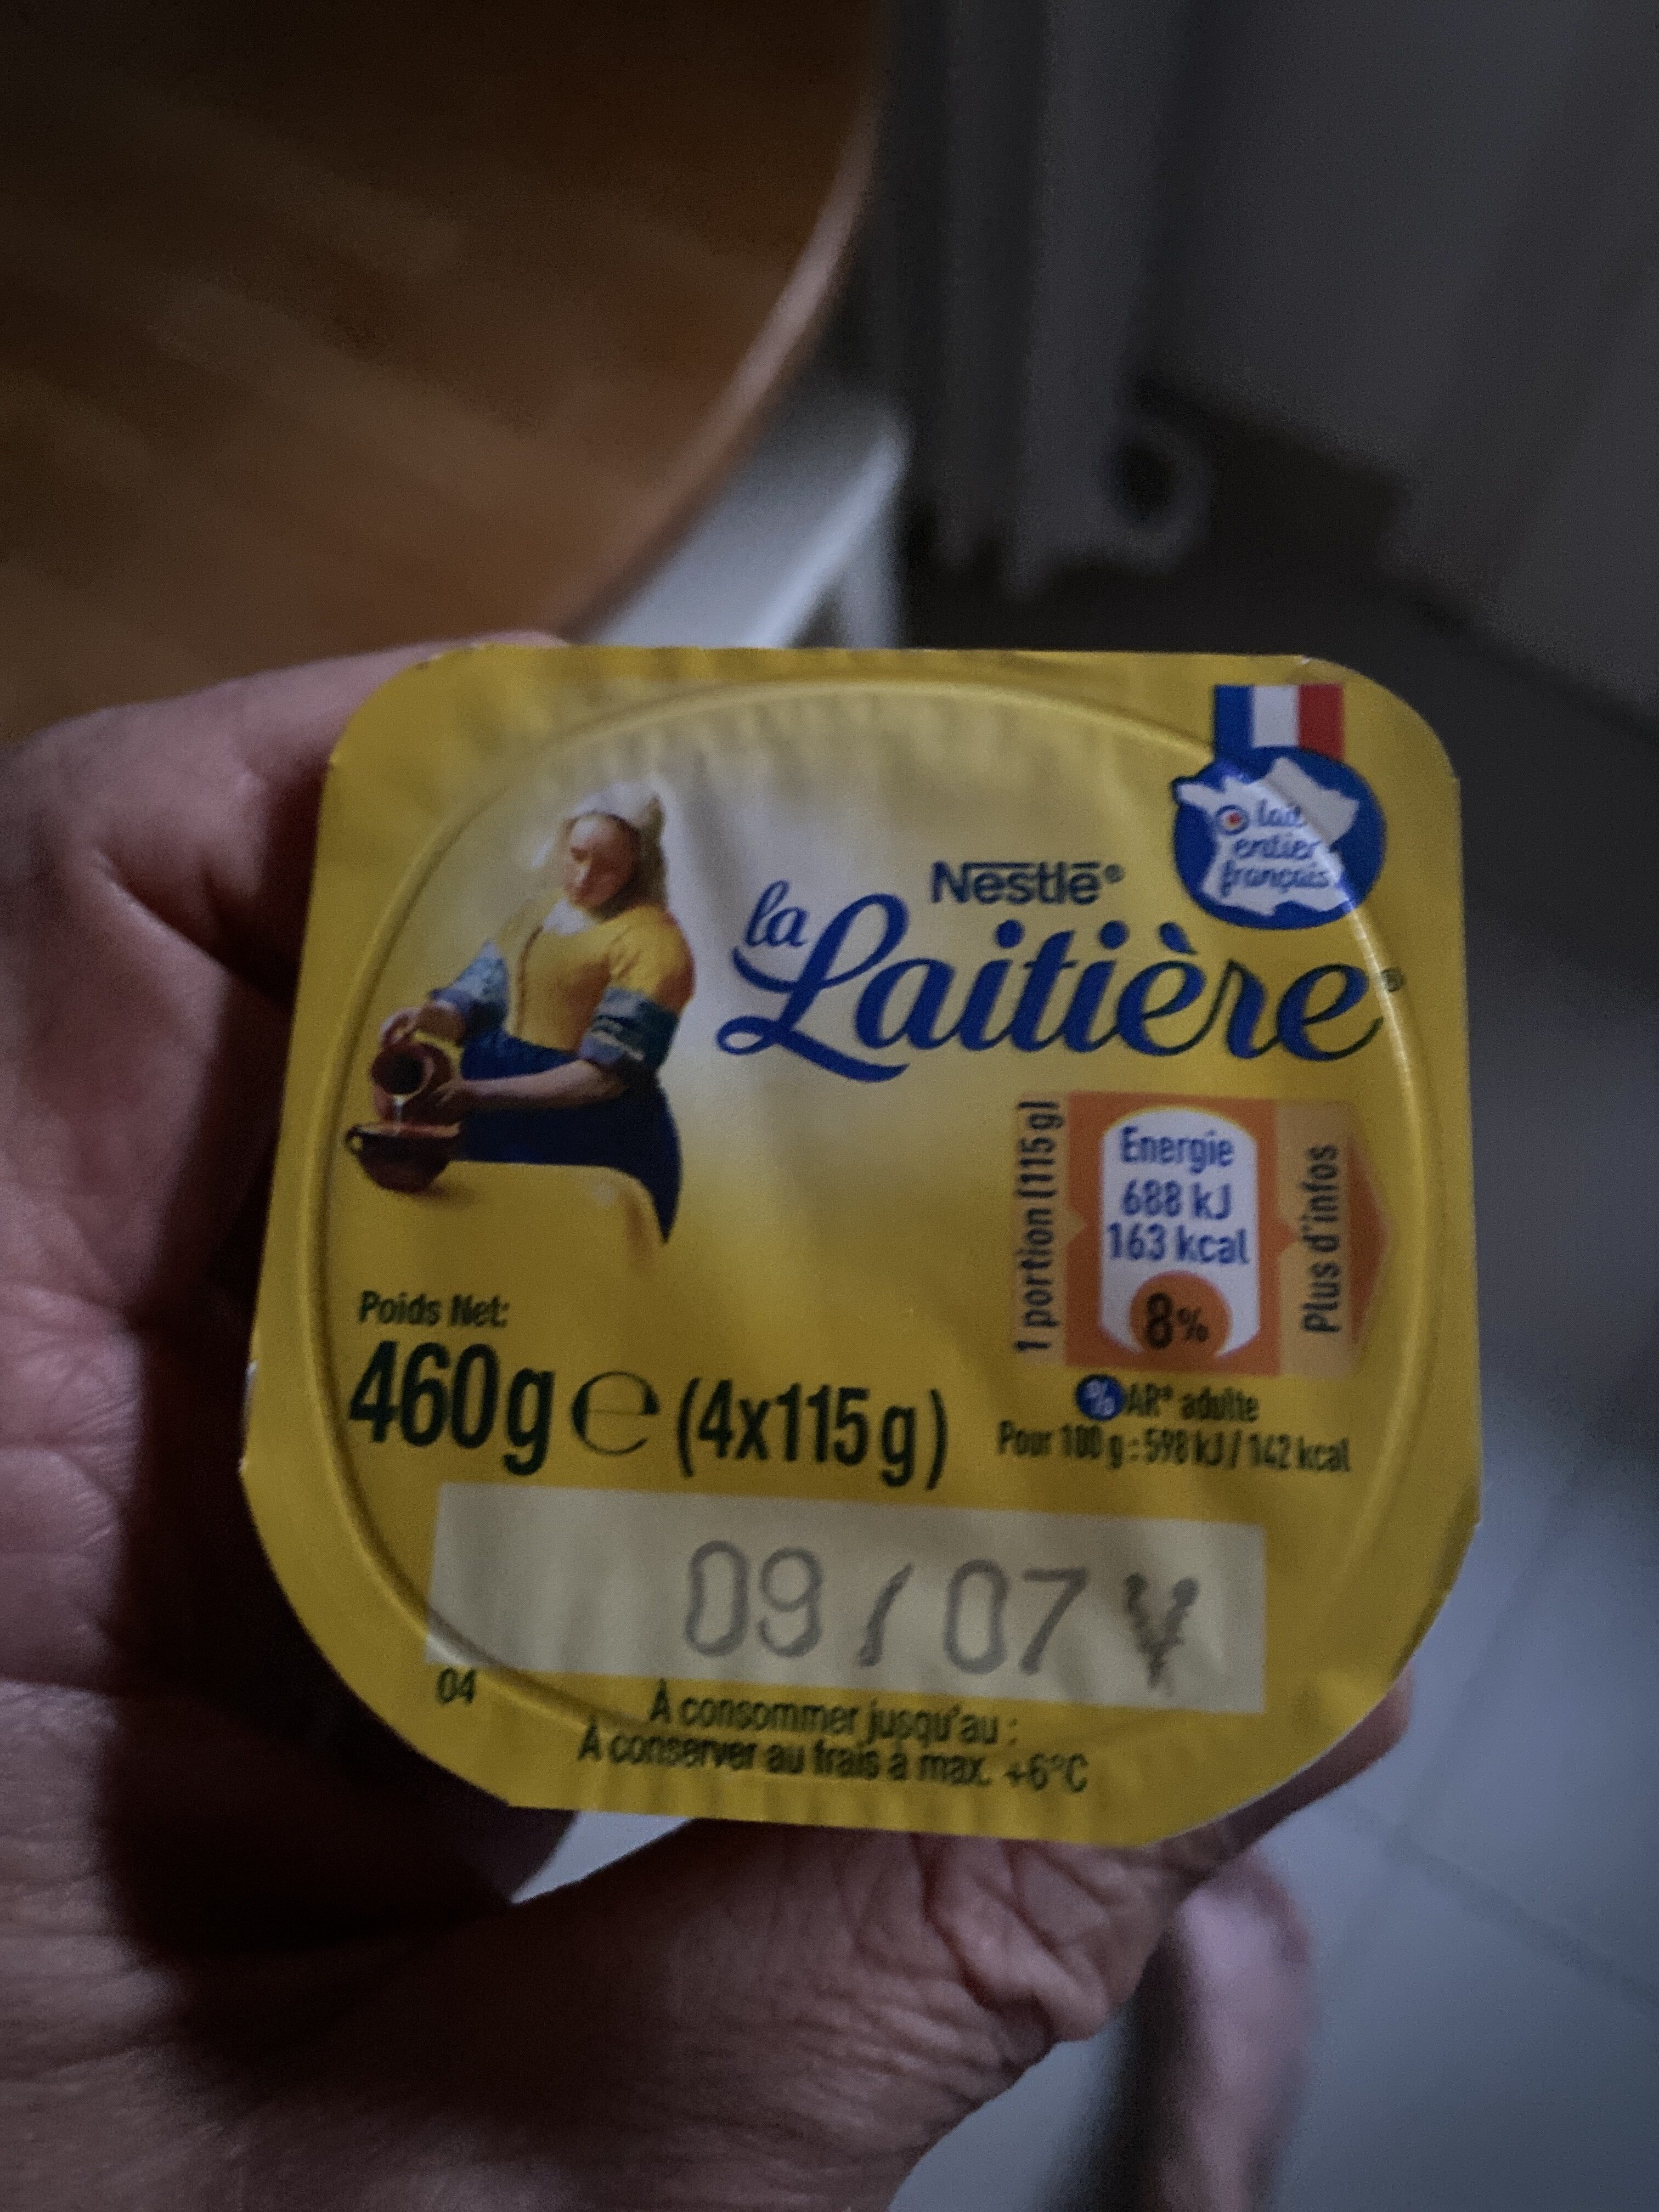 lait
entier
français
Nestlé®
la
Laitière®
1 portion (115g)
Energie
688 kJ
163 kcal
8%
Plus d'infos
% AR* adulte
Pour 100 g : 598 kJ / 142 kcal
Poids Net:
460g e (4x115g)
09 / 07 V
04
À consommer jusqu'au :
À conserver au frais à max. +6°C